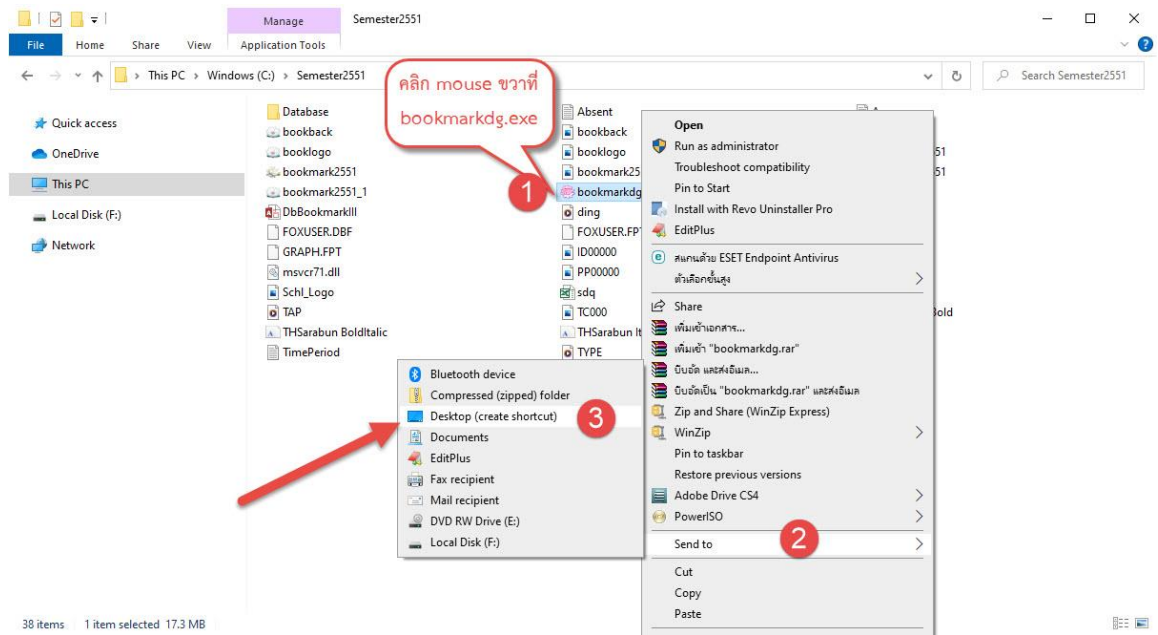 Manage
Semester2551
File
Home
Share
View
Application Tools
This PC
Windows (C:)
Semester2551
Search Semester2551
คลิก mouse ขวาที่
bookmarkdg.exe
1
Quick access
OneDrive
This PC
Local Disk (F:)
Network
Database
bookback
booklogo
bookmark2551
bookmark2551_1
DbBookmarkIII
FOXUSER.DBF
GRAPH.FPT
msvcr71.dll
Schl_Logo
TAP
THSarabun BoldItalic
TimePeriod
Absent
bookback
booklogo
bookmark25
bookmarkdg
ding
FOXUSER.FP
ID00000
PP00000
sdq
TC000
THSarabun It
TYPE
51
51
Bold
Open
Run as administrator
Troubleshoot compatibility
Pin to Start
Install with Revo Uninstaller Pro
EditPlus
สแกนด้วย ESET Endpoint Antivirus
ตัวเลือกขั้นสูง
Share
เพิ่มเข้าเอกสาร...
เพิ่มเข้า "bookmarkdg.rar"
บีบอัด และส่งอีเมล...
บีบอัดเป็น "bookmarkdg.rar" และส่งอีเมล
Zip and Share (WinZip Express)
WinZip
Pin to taskbar
Restore previous versions
Adobe Drive CS4
PowerISO
Send to
2
Cut
Copy
Paste
Bluetooth device
Compressed (zipped) folder
Desktop (create shortcut)
3
Documents
EditPlus
Fax recipient
Mail recipient
DVD RW Drive (E:)
Local Disk (F:)
38 items
1 item selected 17.3 MB